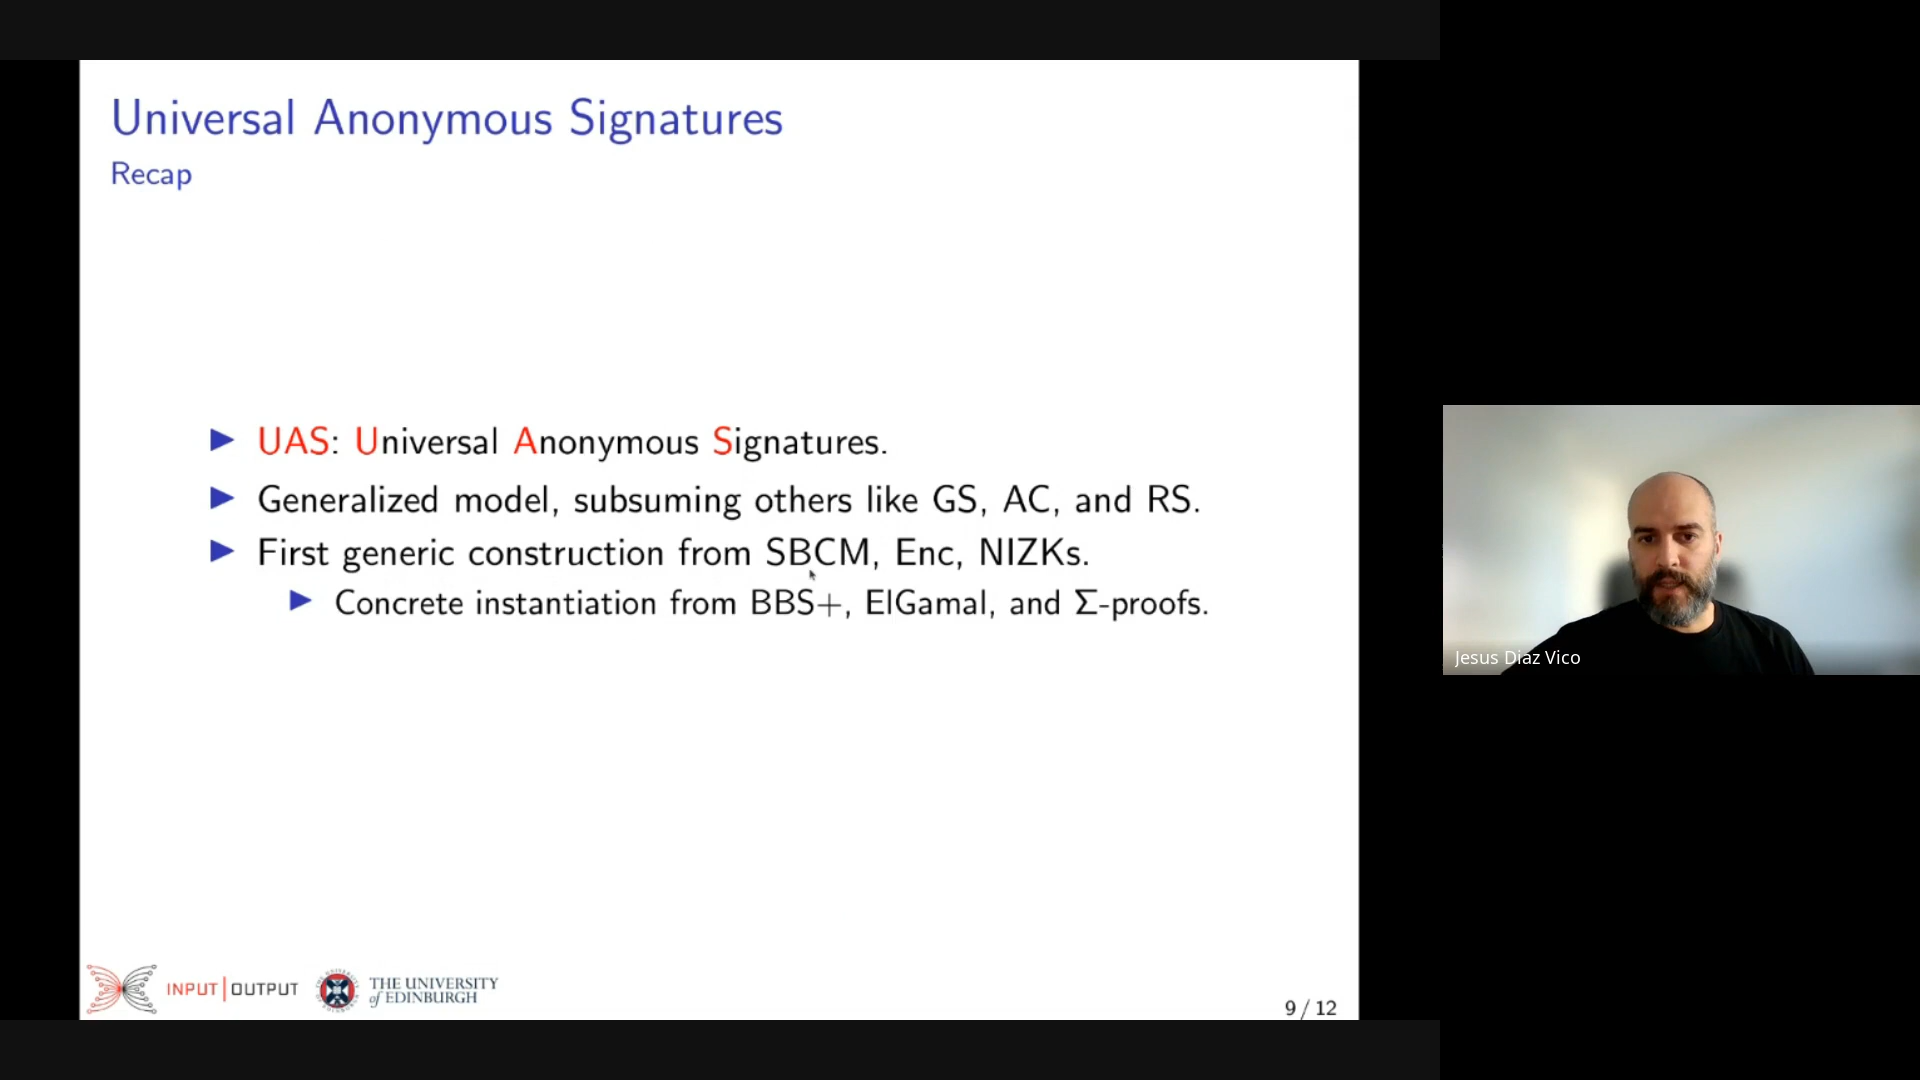 Universal Anonymous Signatures
Recap
UAS: Universal Anonymous Signatures.
Generalized model, subsuming others like GS, AC, and RS.
First generic construction from SBCM, Enc, NIZKs.
Concrete instantiation from BBS+, ElGamal, and Σ-proofs.
Jesus Diaz Vico
INPUT | OUTPUT
THE UNIVERSITY
of EDINBURGH
9 / 12